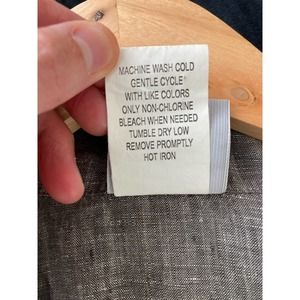 MACHINE WASH COLD
GENTLE CYCLE
WITH LIKE COLORS
ONLY NON-CHLORINE
BLEACH WHEN NEEDED
TUMBLE DRY LOW
REMOVE PROMPTLY
HOT IRON